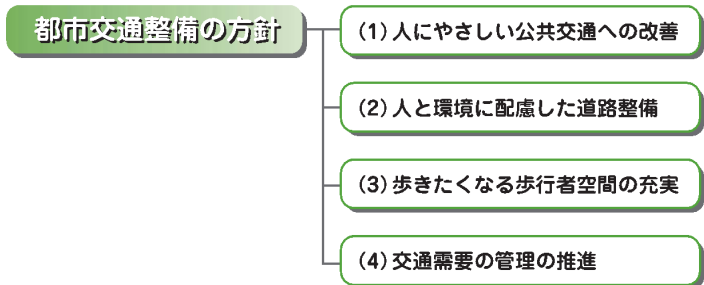 都市交通整備の方針
(1)人にやさしい公共交通への改善
(2)人と環境に配慮した道路整備
(3)歩きたくなる歩行者空間の充実
(4)交通需要の管理の推進